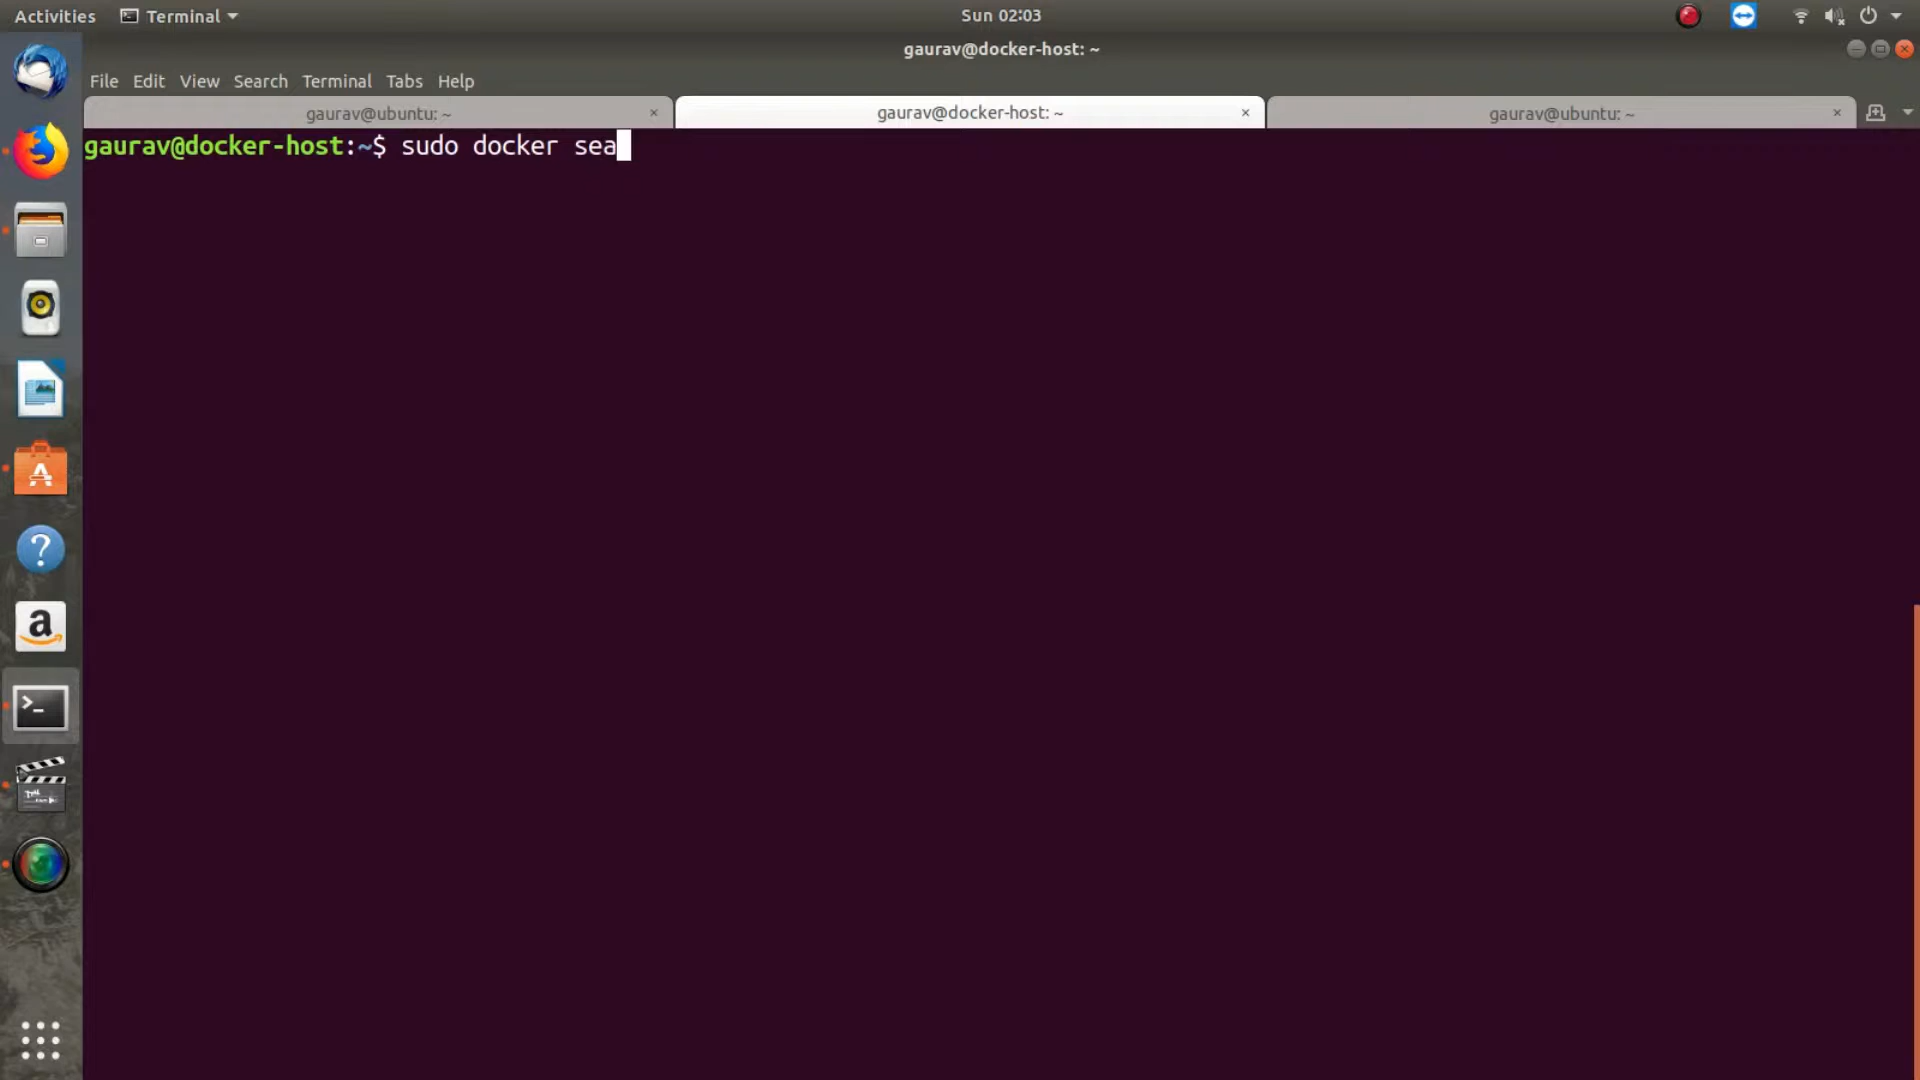 Activities
Terminal
Sun 02:03
gaurav@docker-host: ~
File Edit View Search Terminal Tabs Help
gaurav@ubuntu: ~
gaurav@docker-host: ~
gaurav@ubuntu: ~
gaurav@docker-host:~$ sudo docker sea